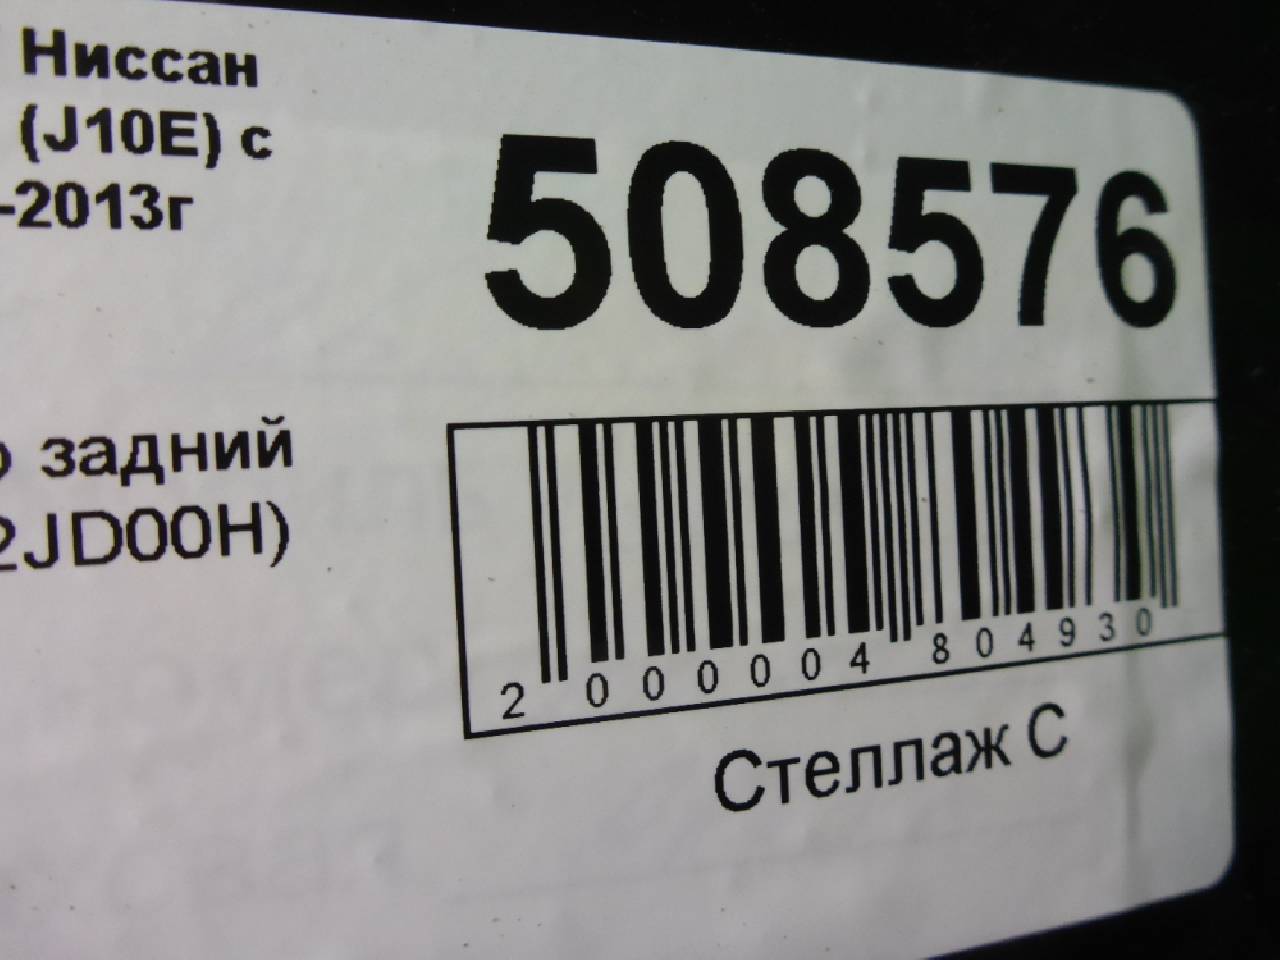 Ниссан
(J10E) с
-2013г
508576
задний
2JD00H)
2 000004 804930
Стеллаж С